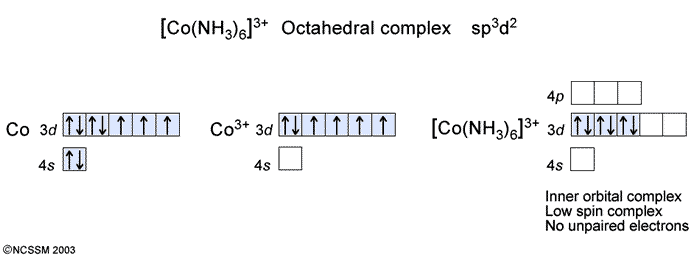 [Co(NH₃)₆]³⁺ Octahedral complex sp³d²
4p
Co 3d ↑↓ ↑↓ ↑ ↑ ↑
Co³⁺ 3d ↑↓ ↑ ↑ ↑ ↑
[Co(NH₃)₆]³⁺ 3d ↑↓ ↑↓ ↑↓
4s ↑↓
4s
4s
Inner orbital complex
Low spin complex
No unpaired electrons
©NCSSM 2003